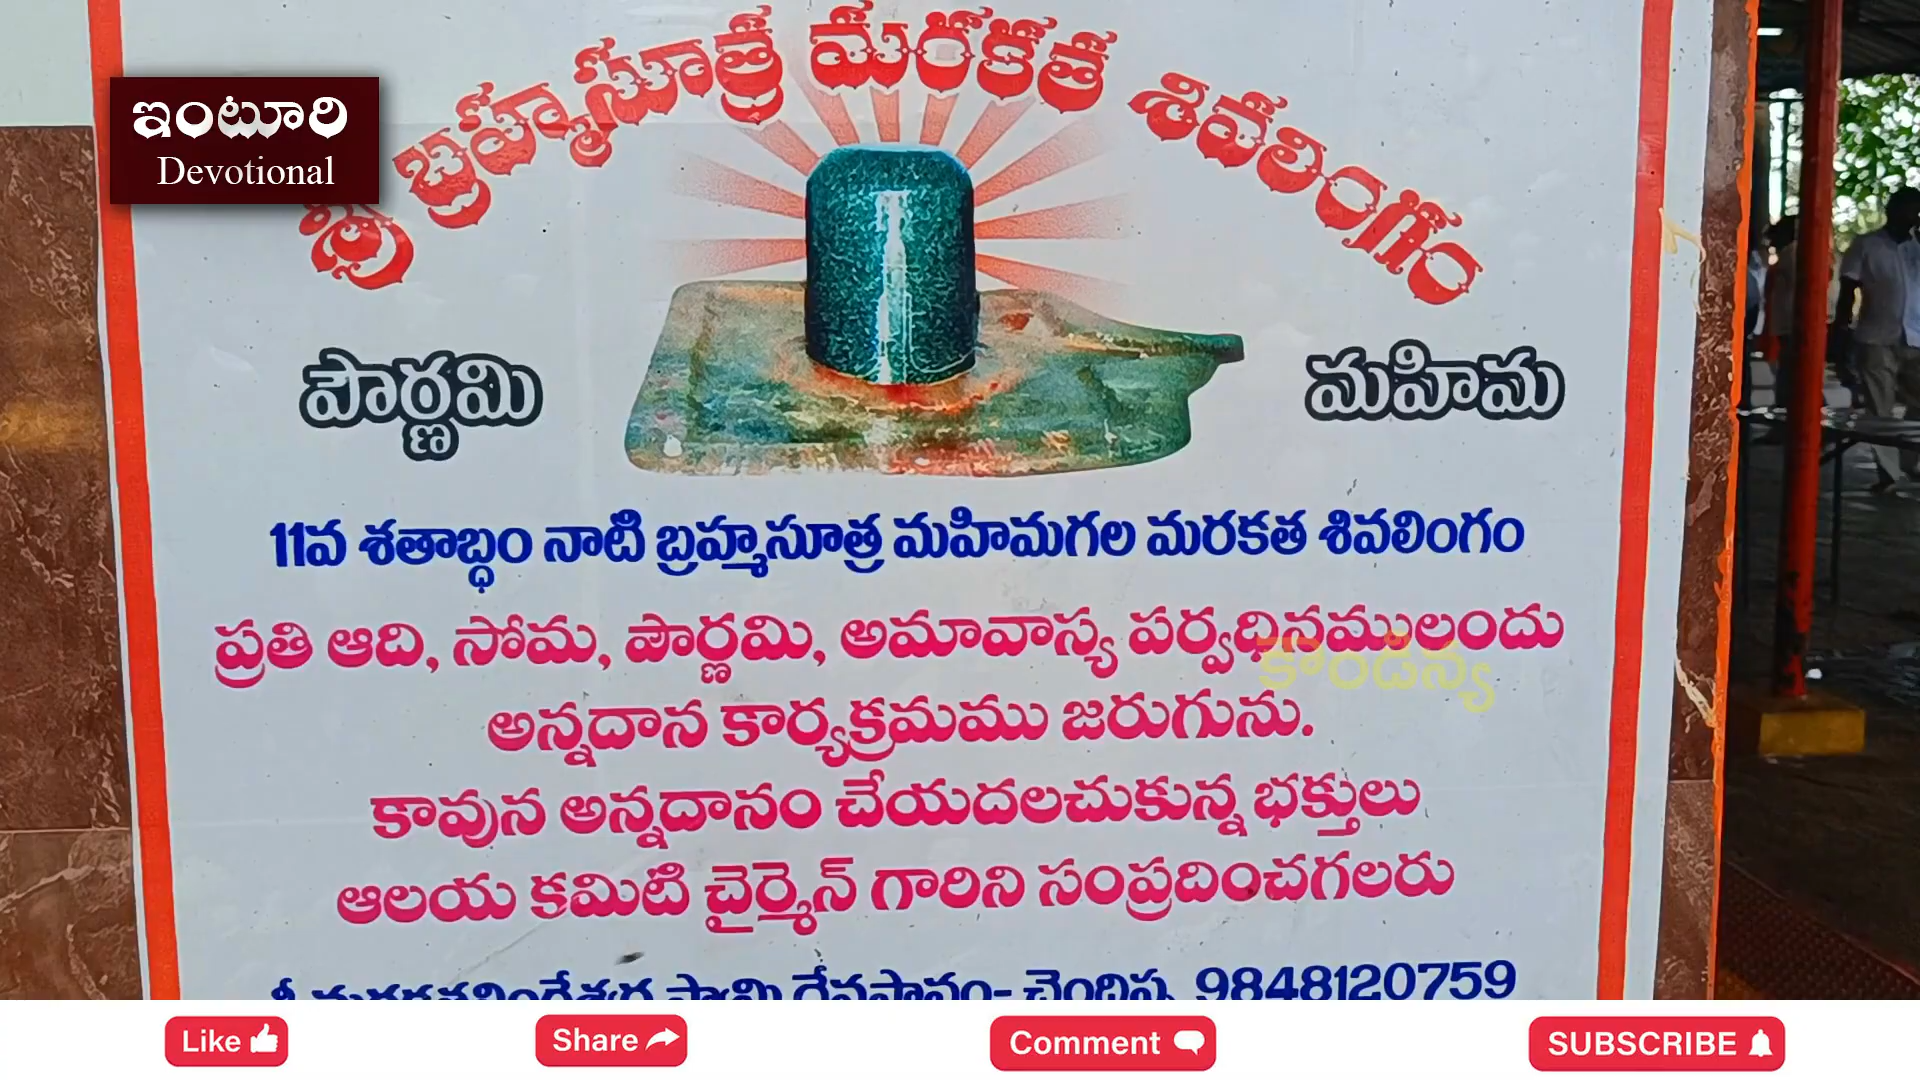 ఇంటూరి
Devotional
శ్రీ బ్రహ్మసూత్ర మరకత శివలింగం
పౌర్ణమి
మహిమ
11వ శతాబ్ధం నాటి బ్రహ్మసూత్ర మహిమగల మరకత శివలింగం
ప్రతి ఆది, సోమ, పౌర్ణమి, అమావాస్య పర్వధినములందు
కౌండిన్య
అన్నదాన కార్యక్రమము జరుగును.
కావున అన్నదానం చేయదలచుకున్న భక్తులు
ఆలయ కమిటి చైర్మెన్ గారిని సంప్రదించగలరు
9848120759
Like
Share
Comment
SUBSCRIBE